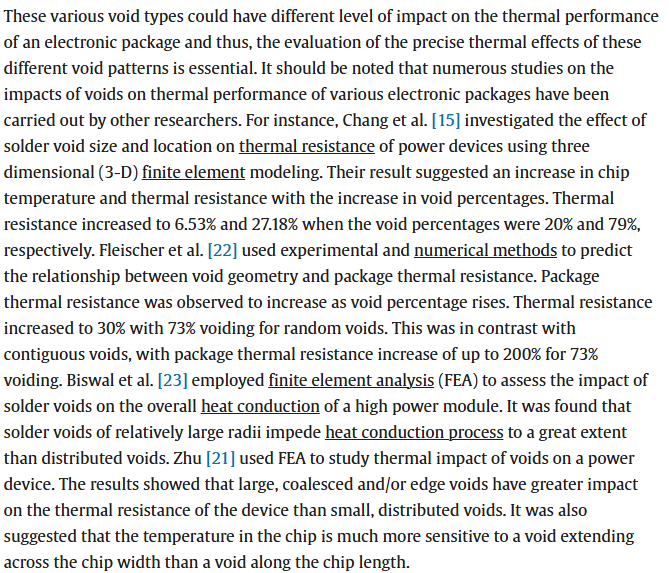 These various void types could have different level of impact on the thermal performance
of an electronic package and thus, the evaluation of the precise thermal effects of these
different void patterns is essential. It should be noted that numerous studies on the
impacts of voids on thermal performance of various electronic packages have been
carried out by other researchers. For instance, Chang et al. [15] investigated the effect of
solder void size and location on thermal resistance of power devices using three
dimensional (3-D) finite element modeling. Their result suggested an increase in chip
temperature and thermal resistance with the increase in void percentages. Thermal
resistance increased to 6.53% and 27.18% when the void percentages were 20% and 79%,
respectively. Fleischer et al. [22] used experimental and numerical methods to predict
the relationship between void geometry and package thermal resistance. Package
thermal resistance was observed to increase as void percentage rises. Thermal resistance
increased to 30% with 73% voiding for random voids. This was in contrast with
contiguous voids, with package thermal resistance increase of up to 200% for 73%
voiding. Biswal et al. [23] employed finite element analysis (FEA) to assess the impact of
solder voids on the overall heat conduction of a high power module. It was found that
solder voids of relatively large radii impede heat conduction process to a great extent
than distributed voids. Zhu [21] used FEA to study thermal impact of voids on a power
device. The results showed that large, coalesced and/or edge voids have greater impact
on the thermal resistance of the device than small, distributed voids. It was also
suggested that the temperature in the chip is much more sensitive to a void extending
across the chip width than a void along the chip length.